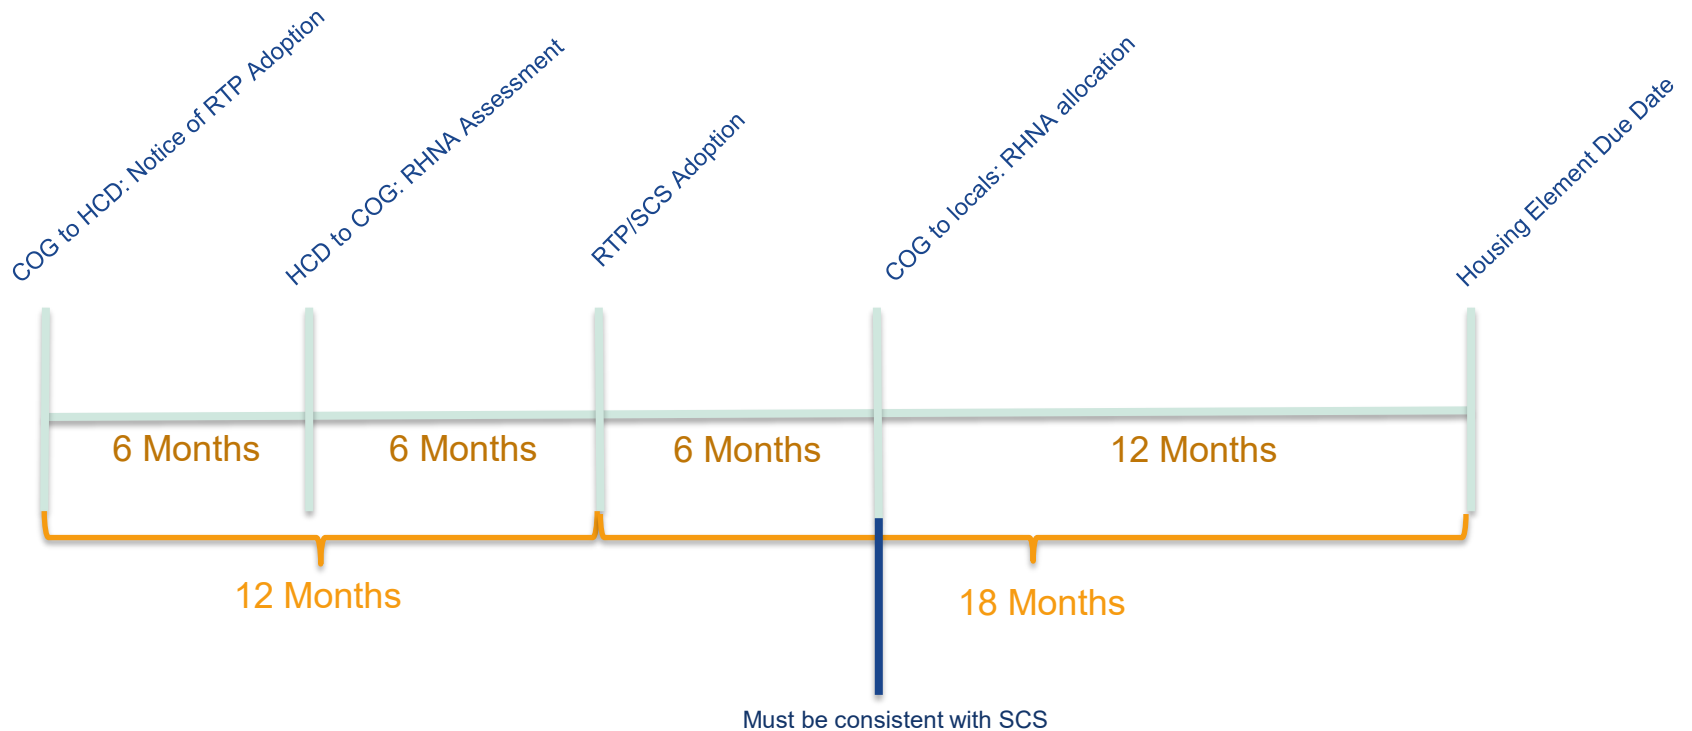 COG to HCD: Notice of RTP Adoption
HCD to COG: RHNA Assessment
RTP/SCS Adoption
COG to locals: RHNA allocation
Housing Element Due Date
6 Months
6 Months
6 Months
12 Months
12 Months
18 Months
Must be consistent with SCS